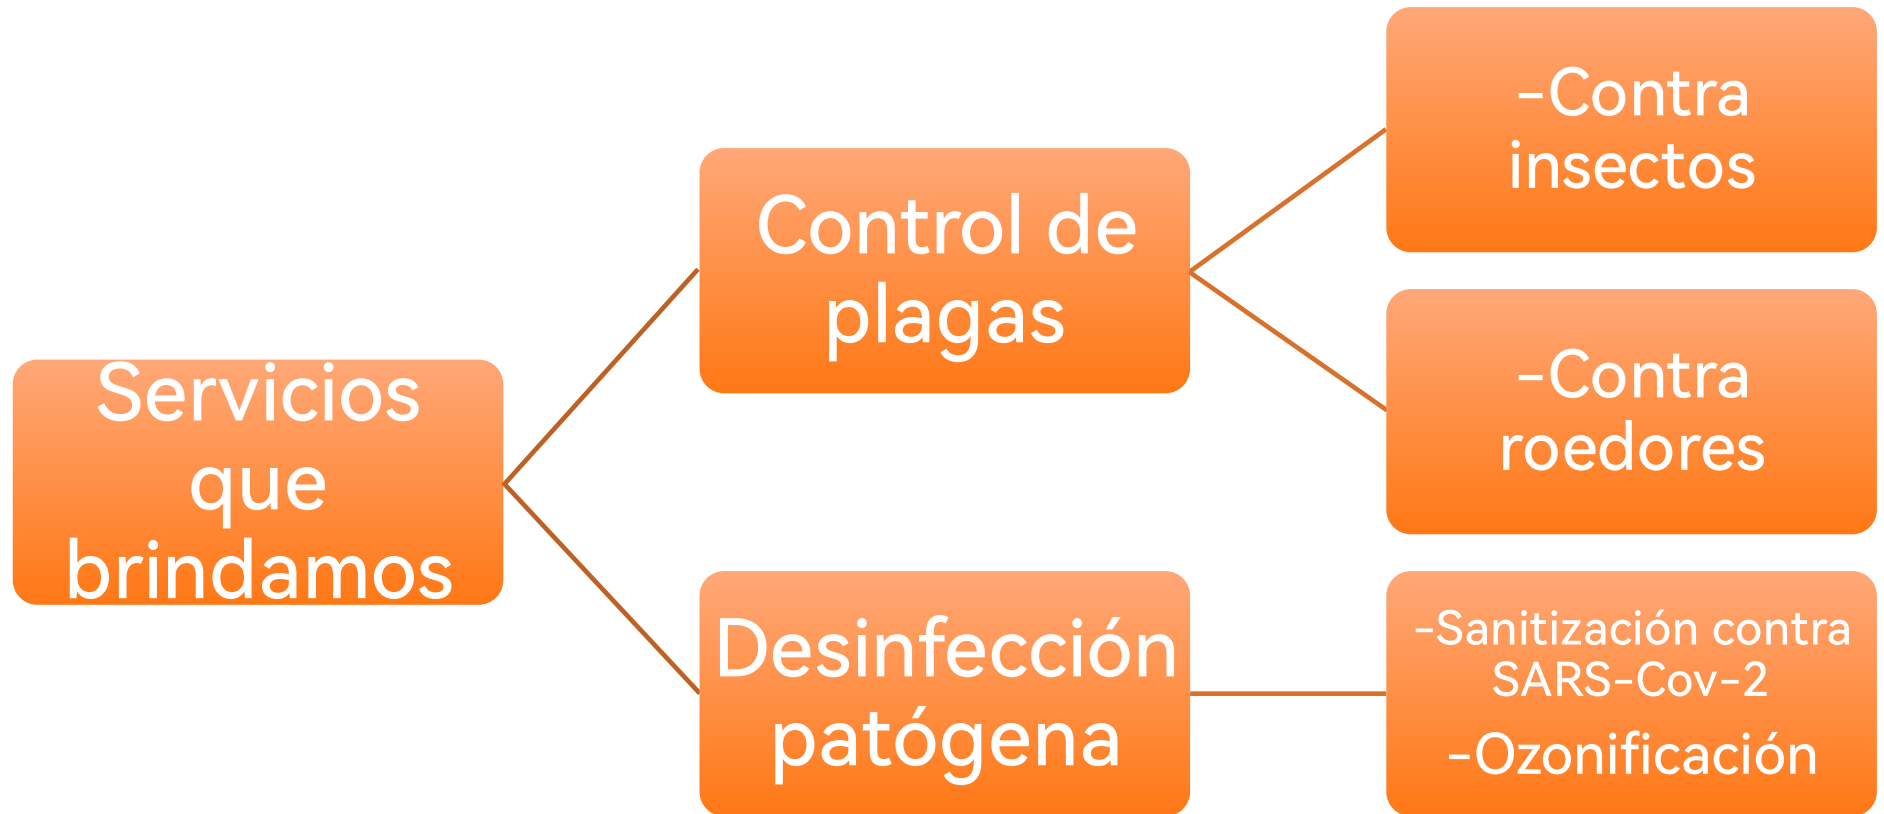 Servicios
que
brindamos
Control de
plagas
-Contra
insectos
-Contra
roedores
Desinfección
patógena
-Sanitización contra
SARS-Cov-2
-Ozonificación